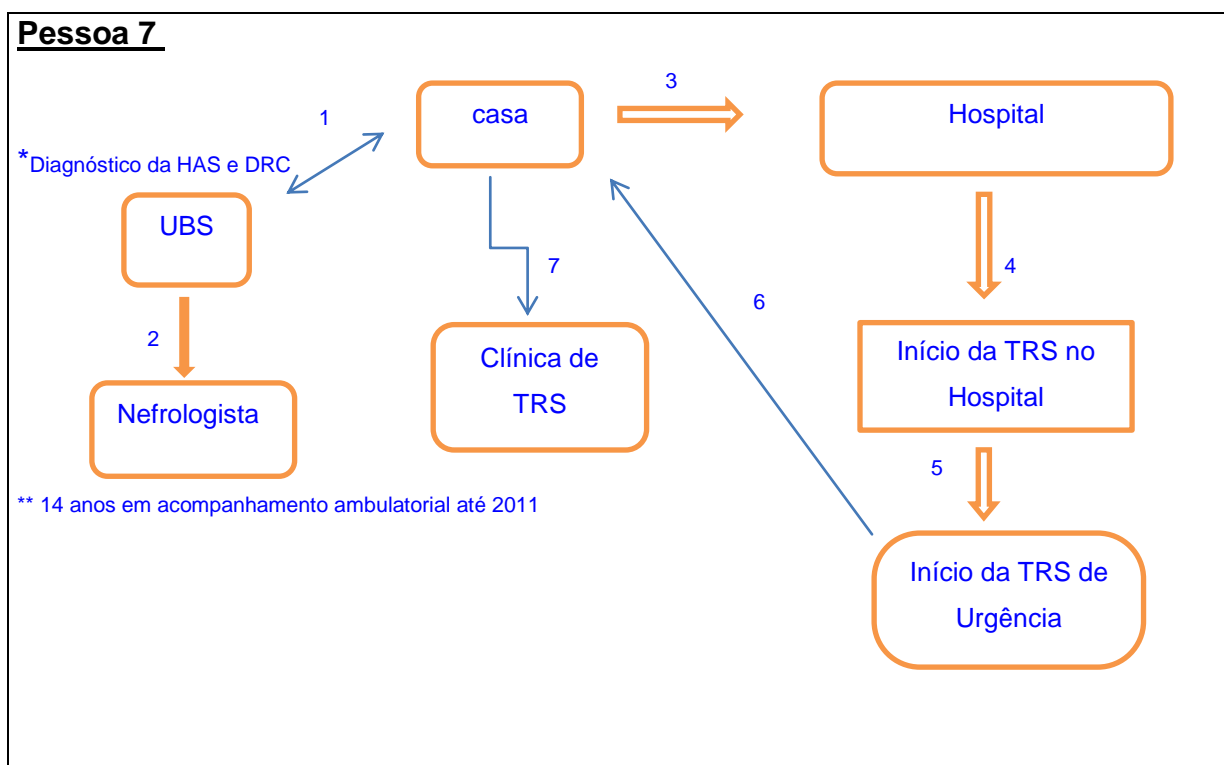 Pessoa 7
3
1
casa
Hospital
*Diagnóstico da HAS e DRC
UBS
7
4
6
2
Clínica de
TRS
Início da TRS no
Hospital
Nefrologista
5
** 14 anos em acompanhamento ambulatorial até 2011
Início da TRS de
Urgência